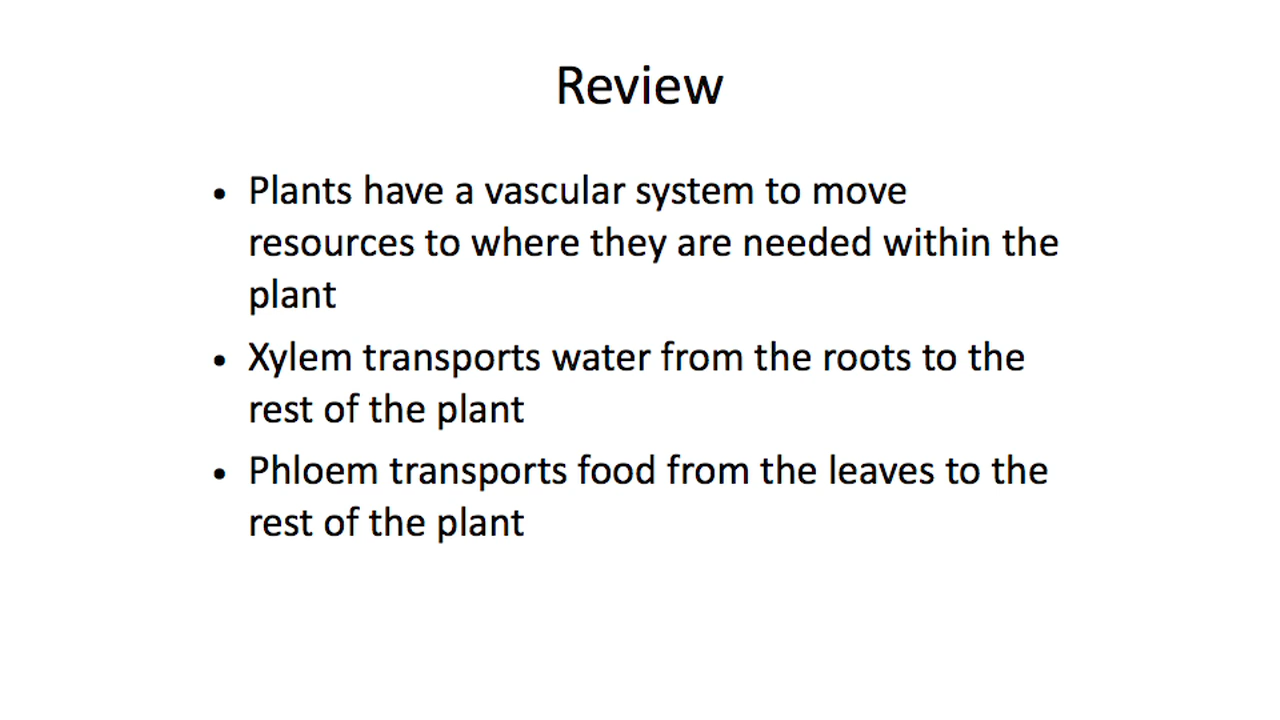 Review
• Plants have a vascular system to move
resources to where they are needed within the
plant
• Xylem transports water from the roots to the
rest of the plant
• Phloem transports food from the leaves to the
rest of the plant